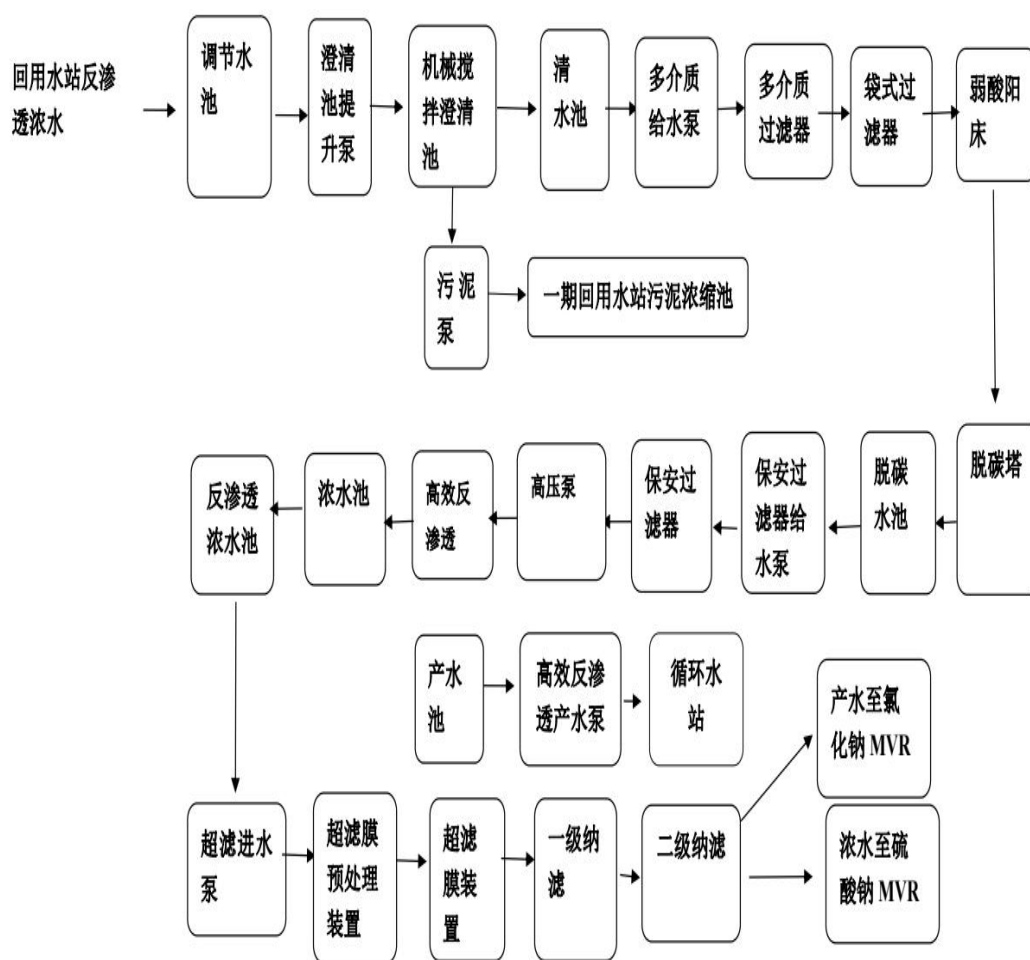 回用水站反渗
透浓水
调节水
池
澄清
池提
升泵
机械搅
拌澄清
池
清
水池
多介质
给水泵
多介质
过滤器
袋式过
滤器
弱酸阳
床
污 泥
泵
一期回用水站污泥浓缩池
反渗透
浓水池
浓水池
高效反
渗透
高压泵
保安过
滤器
保安过
滤器给
水泵
脱碳
水池
脱碳塔
产水
池
高效反渗
透产水泵
循环水
站
产水至氯
化钠 MVR
超滤进水
泵
超滤膜
预处理
装置
超滤
膜装
置
一级纳
滤
二级纳滤
浓水至硫
酸钠 MVR